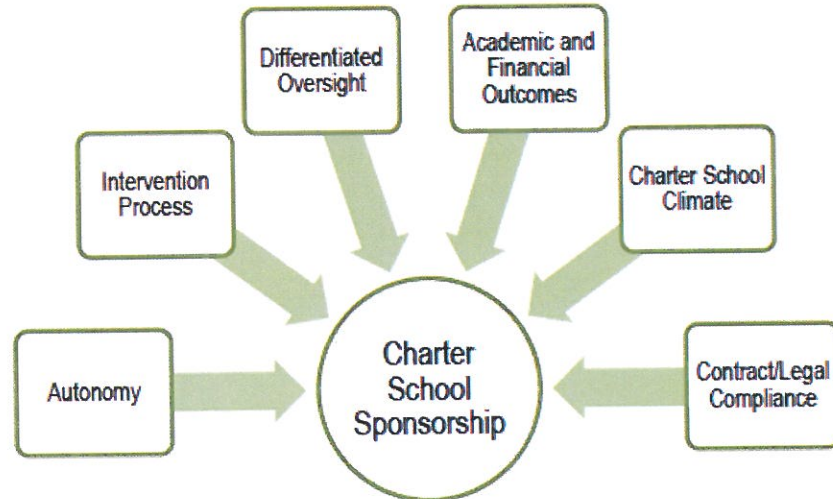 Differentiated
Oversight
Academic and
Financial
Outcomes
Intervention
Process
Charter School
Climate
Autonomy
Charter
School
Sponsorship
Contract/Legal
Compliance